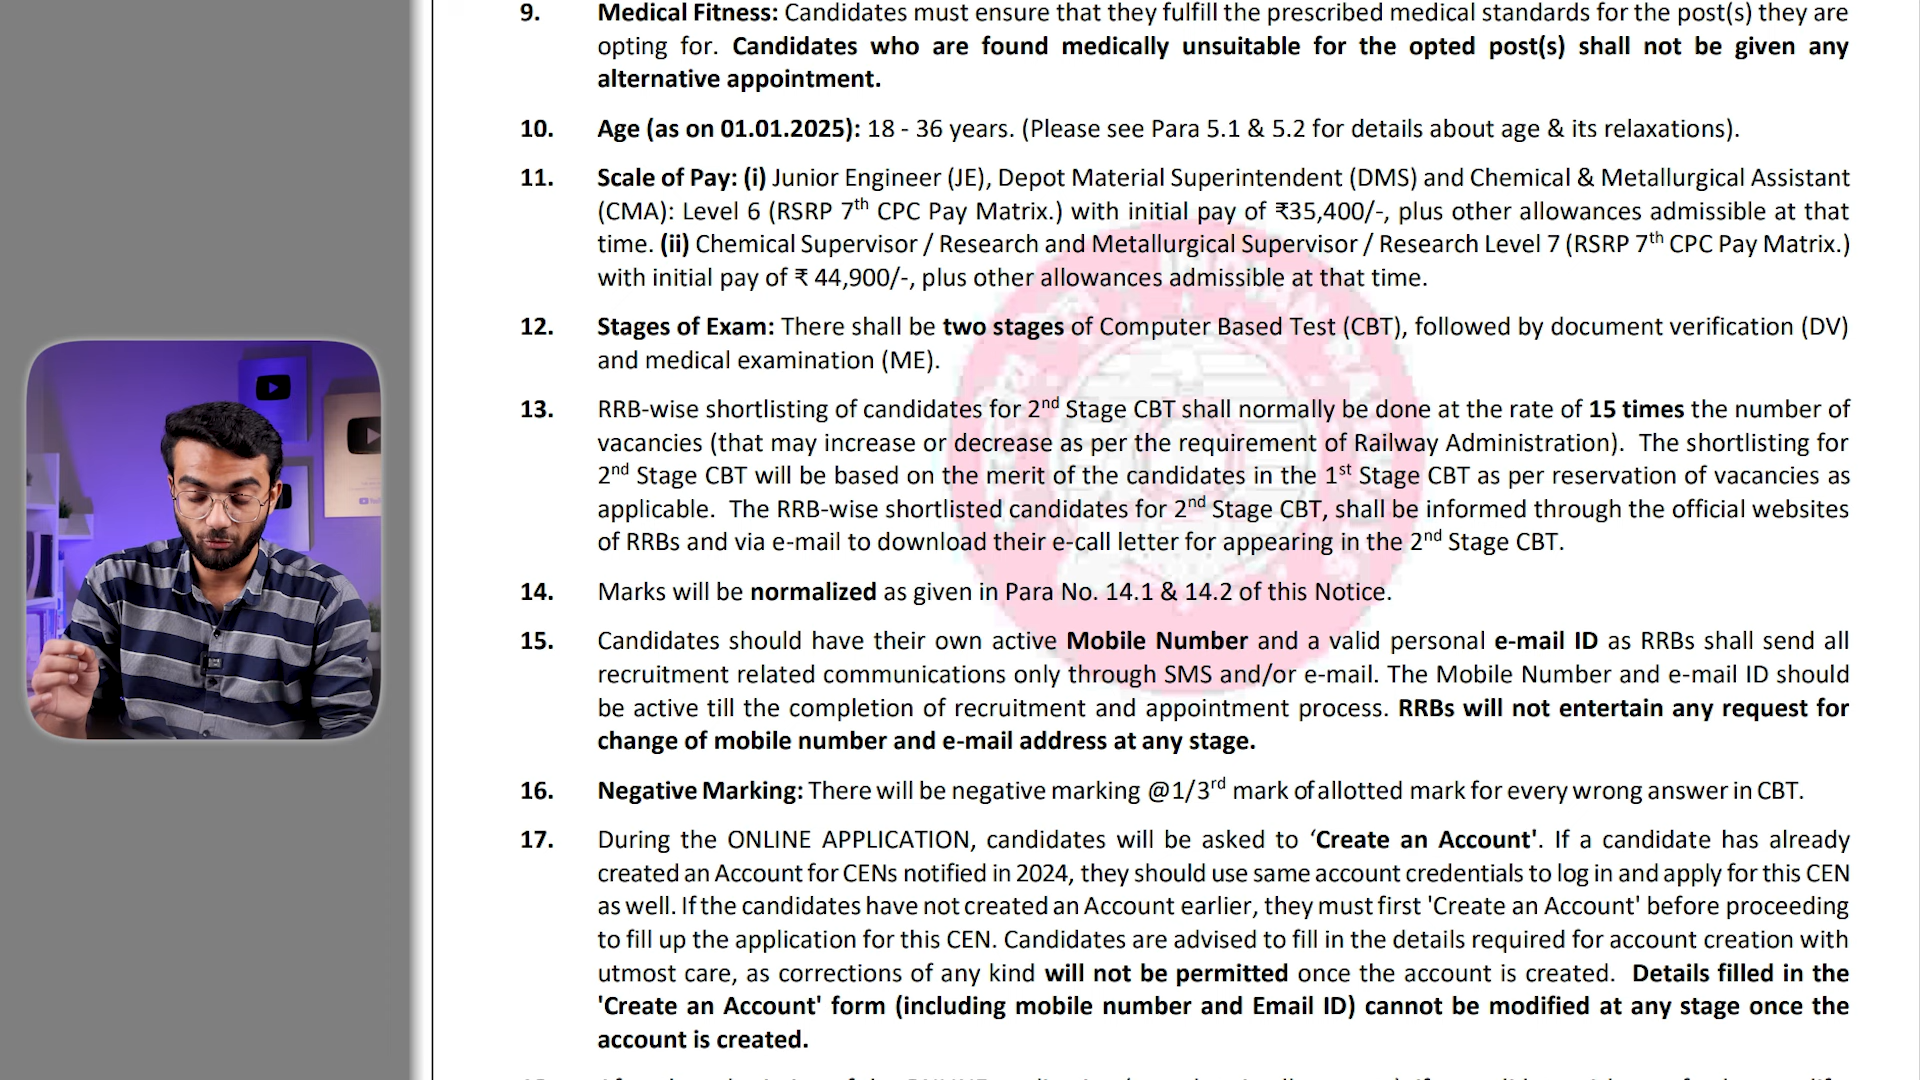 9. Medical Fitness: Candidates must ensure that they fulfill the prescribed medical standards for the post(s) they are
opting for. Candidates who are found medically unsuitable for the opted post(s) shall not be given any
alternative appointment.
10. Age (as on 01.01.2025): 18 - 36 years. (Please see Para 5.1 & 5.2 for details about age & its relaxations).
11. Scale of Pay: (i) Junior Engineer (JE), Depot Material Superintendent (DMS) and Chemical & Metallurgical Assistant
(CMA): Level 6 (RSRP 7th CPC Pay Matrix.) with initial pay of ₹35,400/-, plus other allowances admissible at that
time. (ii) Chemical Supervisor / Research and Metallurgical Supervisor / Research Level 7 (RSRP 7th CPC Pay Matrix.)
with initial pay of ₹ 44,900/-, plus other allowances admissible at that time.
12. Stages of Exam: There shall be two stages of Computer Based Test (CBT), followed by document verification (DV)
and medical examination (ME).
13. RRB-wise shortlisting of candidates for 2nd Stage CBT shall normally be done at the rate of 15 times the number of
vacancies (that may increase or decrease as per the requirement of Railway Administration). The shortlisting for
2nd Stage CBT will be based on the merit of the candidates in the 1st Stage CBT as per reservation of vacancies as
applicable. The RRB-wise shortlisted candidates for 2nd Stage CBT, shall be informed through the official websites
of RRBs and via e-mail to download their e-call letter for appearing in the 2nd Stage CBT.
14. Marks will be normalized as given in Para No. 14.1 & 14.2 of this Notice.
15. Candidates should have their own active Mobile Number and a valid personal e-mail ID as RRBs shall send all
recruitment related communications only through SMS and/or e-mail. The Mobile Number and e-mail ID should
be active till the completion of recruitment and appointment process. RRBs will not entertain any request for
change of mobile number and e-mail address at any stage.
16. Negative Marking: There will be negative marking @1/3rd mark of allotted mark for every wrong answer in CBT.
17. During the ONLINE APPLICATION, candidates will be asked to ‘Create an Account'. If a candidate has already
created an Account for CENs notified in 2024, they should use same account credentials to log in and apply for this CEN
as well. If the candidates have not created an Account earlier, they must first 'Create an Account' before proceeding
to fill up the application for this CEN. Candidates are advised to fill in the details required for account creation with
utmost care, as corrections of any kind will not be permitted once the account is created. Details filled in the
'Create an Account' form (including mobile number and Email ID) cannot be modified at any stage once the
account is created.